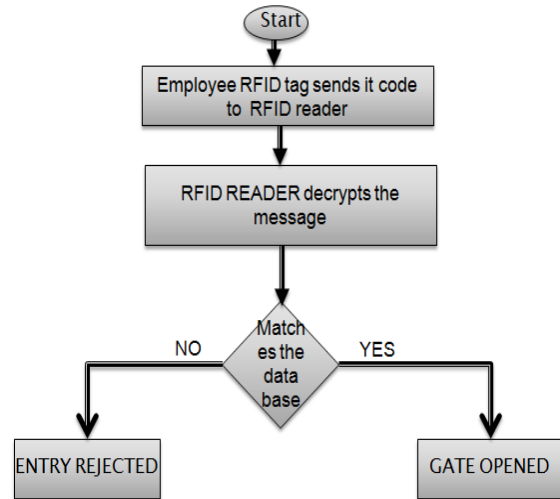 Start
Employee RFID tag sends it code
to RFID reader
RFID READER decrypts the
message
Match
es the
data
base
NO
YES
ENTRY REJECTED
GATE OPENED